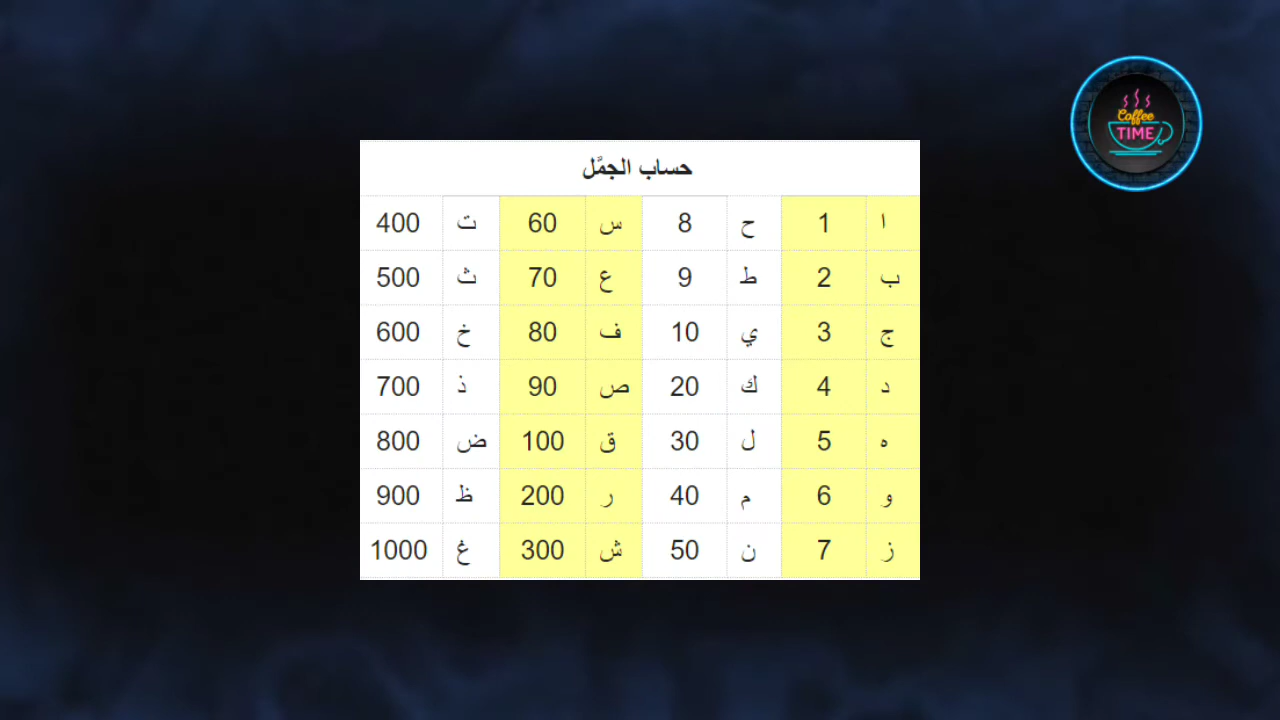 حساب الجمَّل
ا 1 ح 8 س 60 ت 400
ب 2 ط 9 ع 70 ث 500
ج 3 ي 10 ف 80 خ 600
د 4 ك 20 ص 90 ذ 700
ه 5 ل 30 ق 100 ض 800
و 6 م 40 ر 200 ظ 900
ز 7 ن 50 ش 300 غ 1000
Coffee
TIME